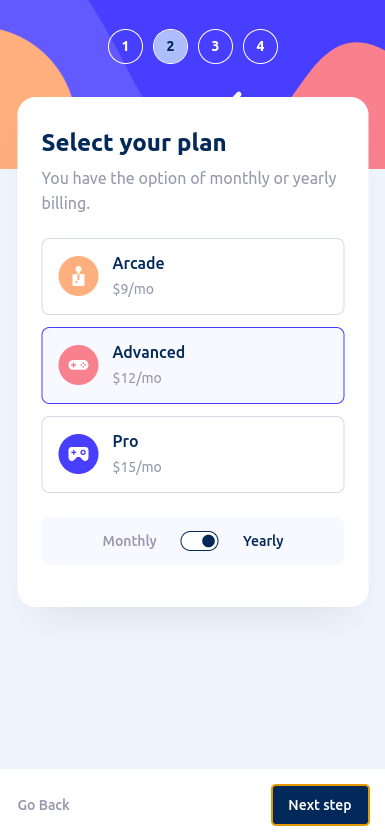 1 2 3 4
Select your plan
You have the option of monthly or yearly
billing.
Arcade
$9/mo
Advanced
$12/mo
Pro
$15/mo
Monthly Yearly
Go Back Next step